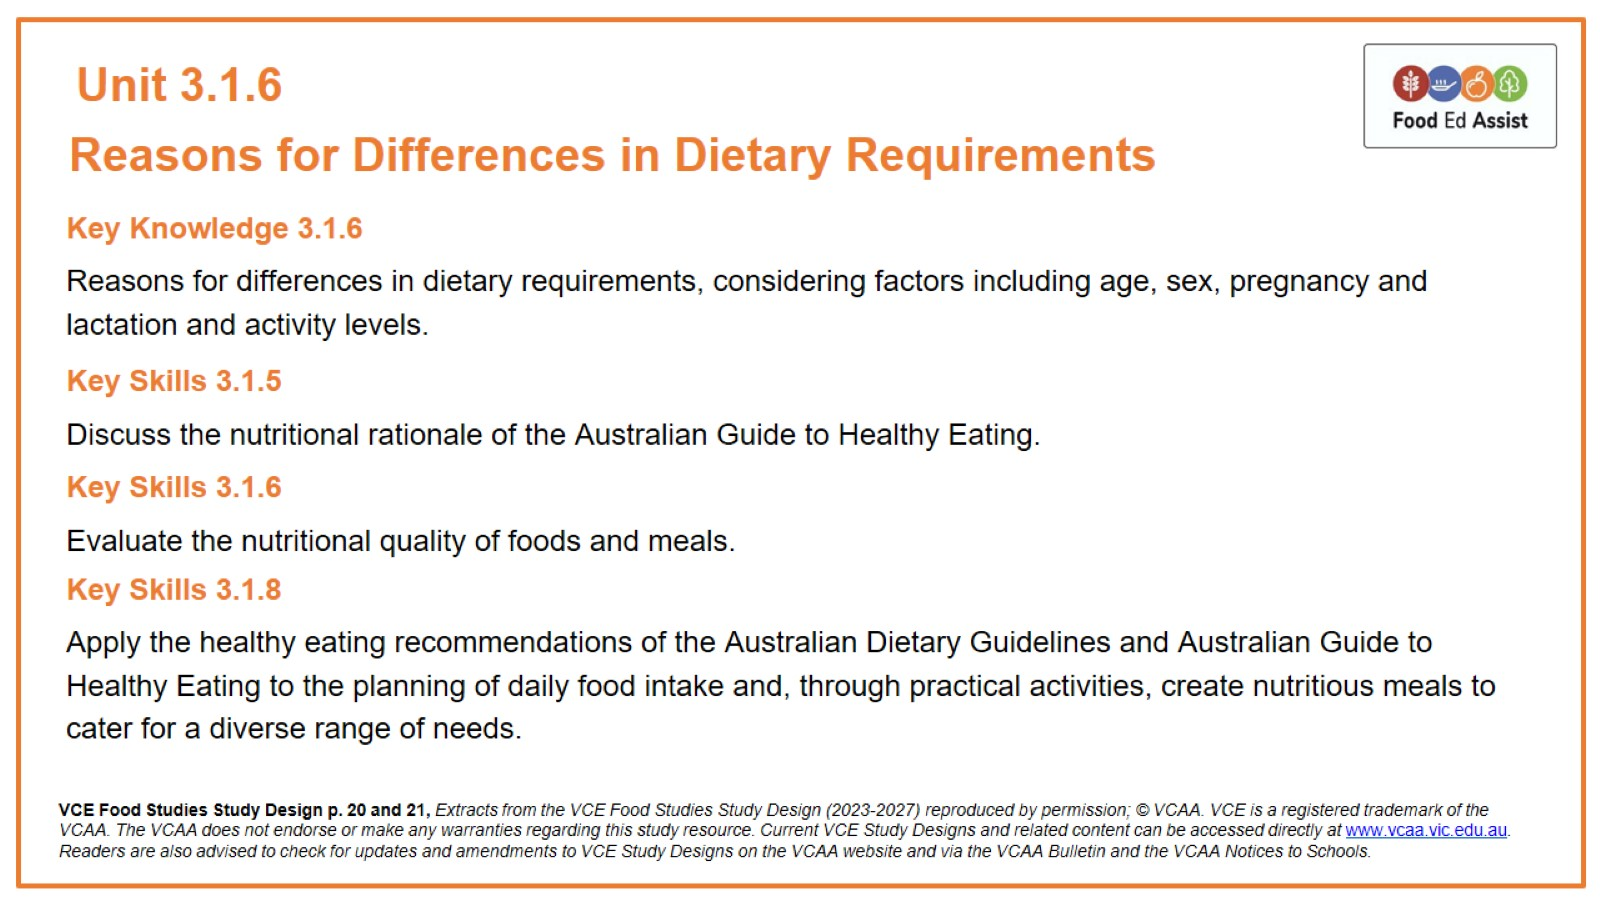 Unit 3.1.6
Food Ed Assist
Reasons for Differences in Dietary Requirements
Key Knowledge 3.1.6
Reasons for differences in dietary requirements, considering factors including age, sex, pregnancy and
lactation and activity levels.
Key Skills 3.1.5
Discuss the nutritional rationale of the Australian Guide to Healthy Eating.
Key Skills 3.1.6
Evaluate the nutritional quality of foods and meals.
Key Skills 3.1.8
Apply the healthy eating recommendations of the Australian Dietary Guidelines and Australian Guide to
Healthy Eating to the planning of daily food intake and, through practical activities, create nutritious meals to
cater for a diverse range of needs.
VCE Food Studies Study Design p. 20 and 21, Extracts from the VCE Food Studies Study Design (2023-2027) reproduced by permission; © VCAA. VCE is a registered trademark of the
VCAA. The VCAA does not endorse or make any warranties regarding this study resource. Current VCE Study Designs and related content can be accessed directly at www.vcaa.vic.edu.au.
Readers are also advised to check for updates and amendments to VCE Study Designs on the VCAA website and via the VCAA Bulletin and the VCAA Notices to Schools.